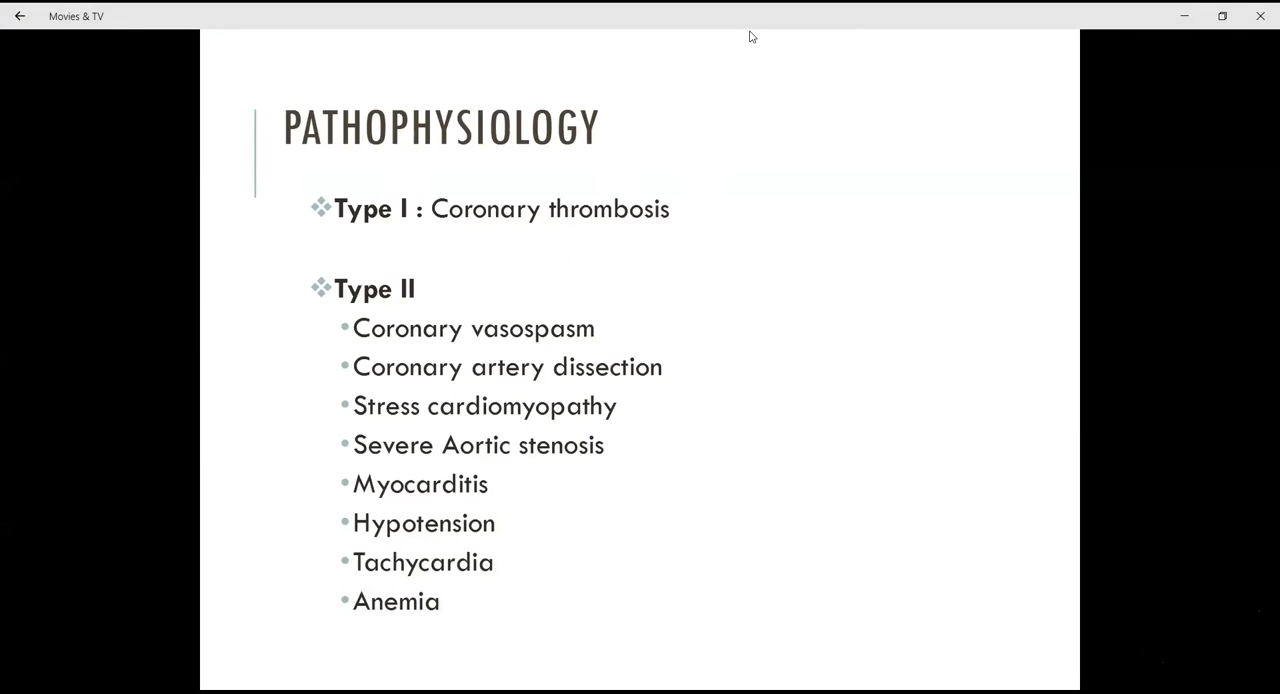 Movies & TV
PATHOPHYSIOLOGY
❖Type I : Coronary thrombosis
❖Type II
•Coronary vasospasm
•Coronary artery dissection
•Stress cardiomyopathy
•Severe Aortic stenosis
•Myocarditis
•Hypotension
•Tachycardia
•Anemia